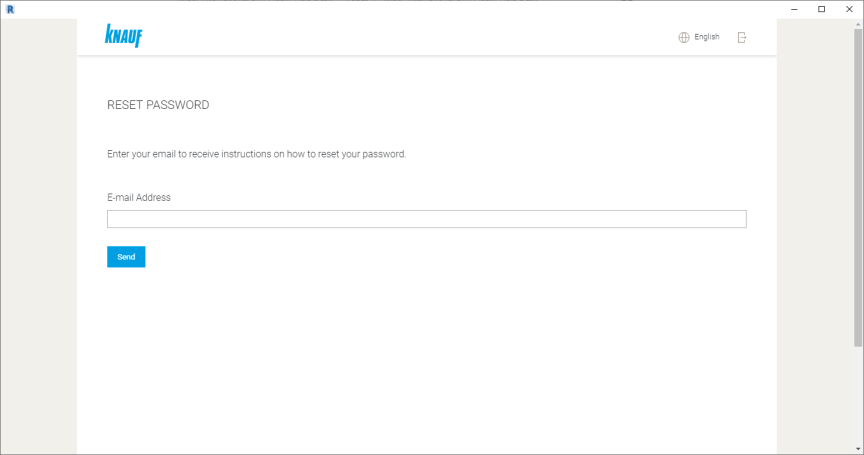 R
KNAUF
English
RESET PASSWORD
Enter your email to receive instructions on how to reset your password.
E-mail Address
Send